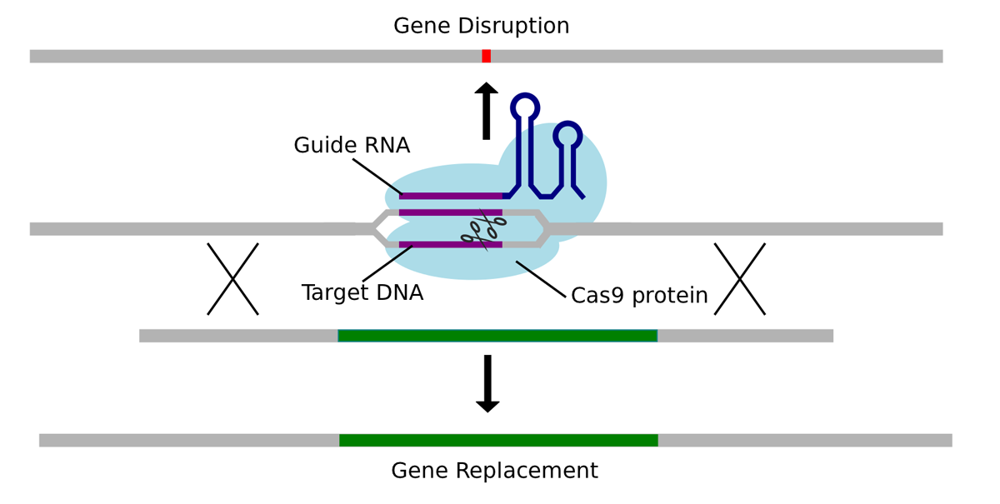 Gene Disruption
Guide RNA
Target DNA
Cas9 protein
Gene Replacement